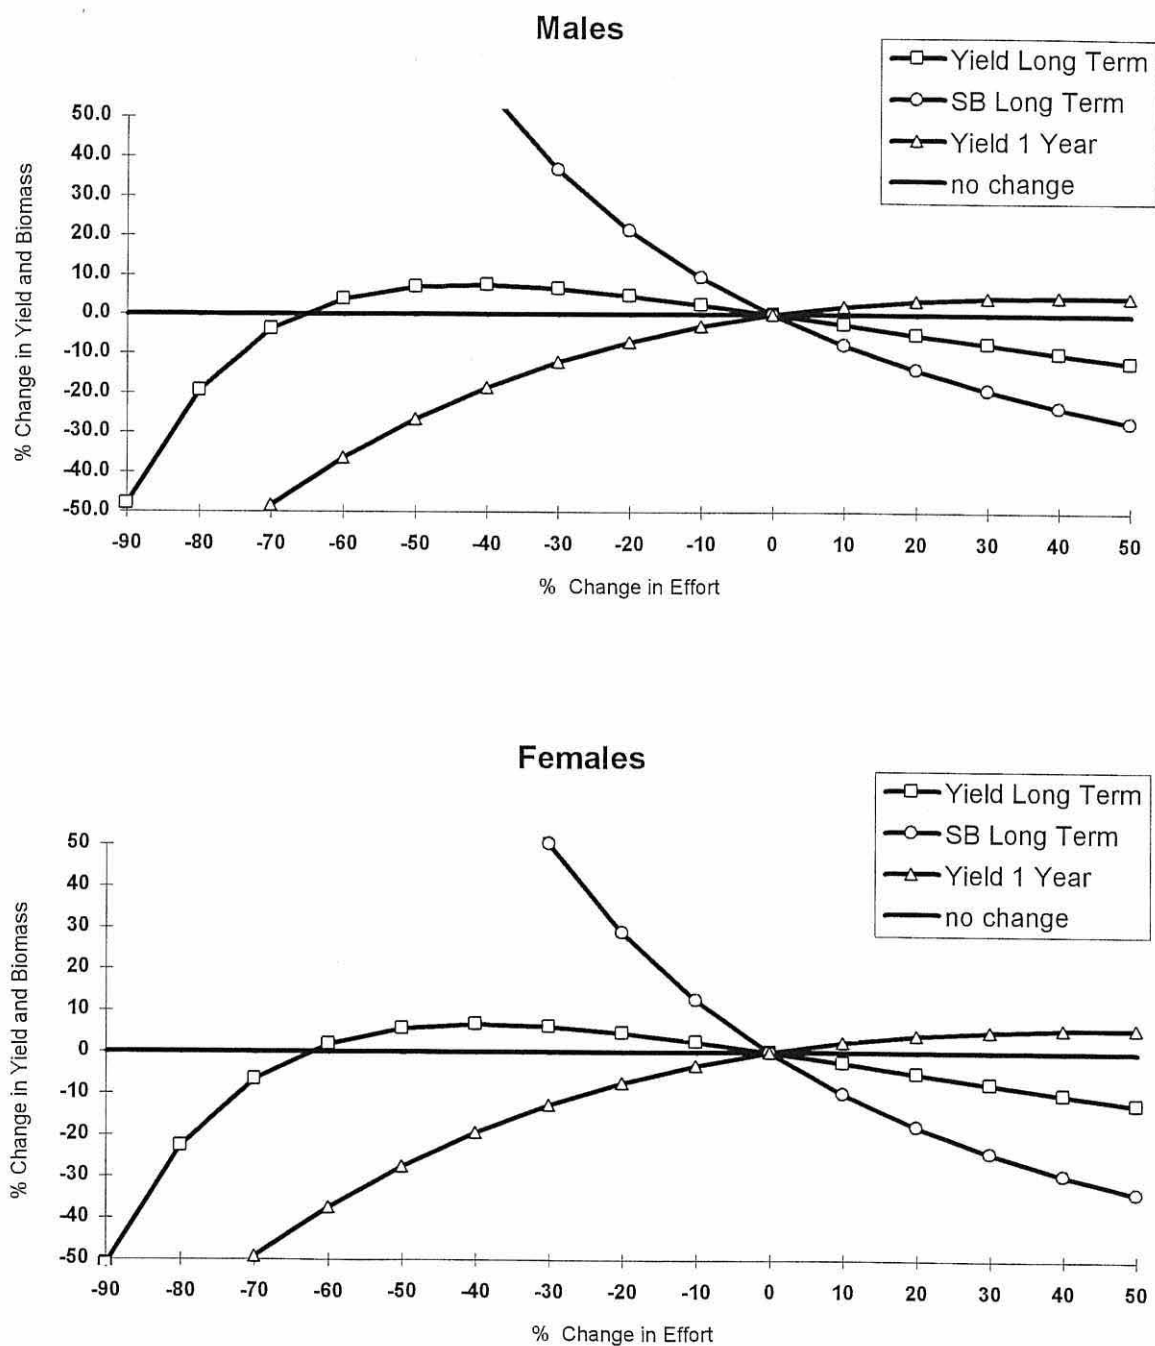 Males
Yield Long Term
SB Long Term
Yield 1 Year
no change
% Change in Yield and Biomass
50.0
40.0
30.0
20.0
10.0
0.0
-10.0
-20.0
-30.0
-40.0
-50.0
-90 -80 -70 -60 -50 -40 -30 -20 -10 0 10 20 30 40 50
% Change in Effort
Females
Yield Long Term
SB Long Term
Yield 1 Year
no change
% Change in Yield and Biomass
50
40
30
20
10
0
-10
-20
-30
-40
-50
-90 -80 -70 -60 -50 -40 -30 -20 -10 0 10 20 30 40 50
% Change in Effort